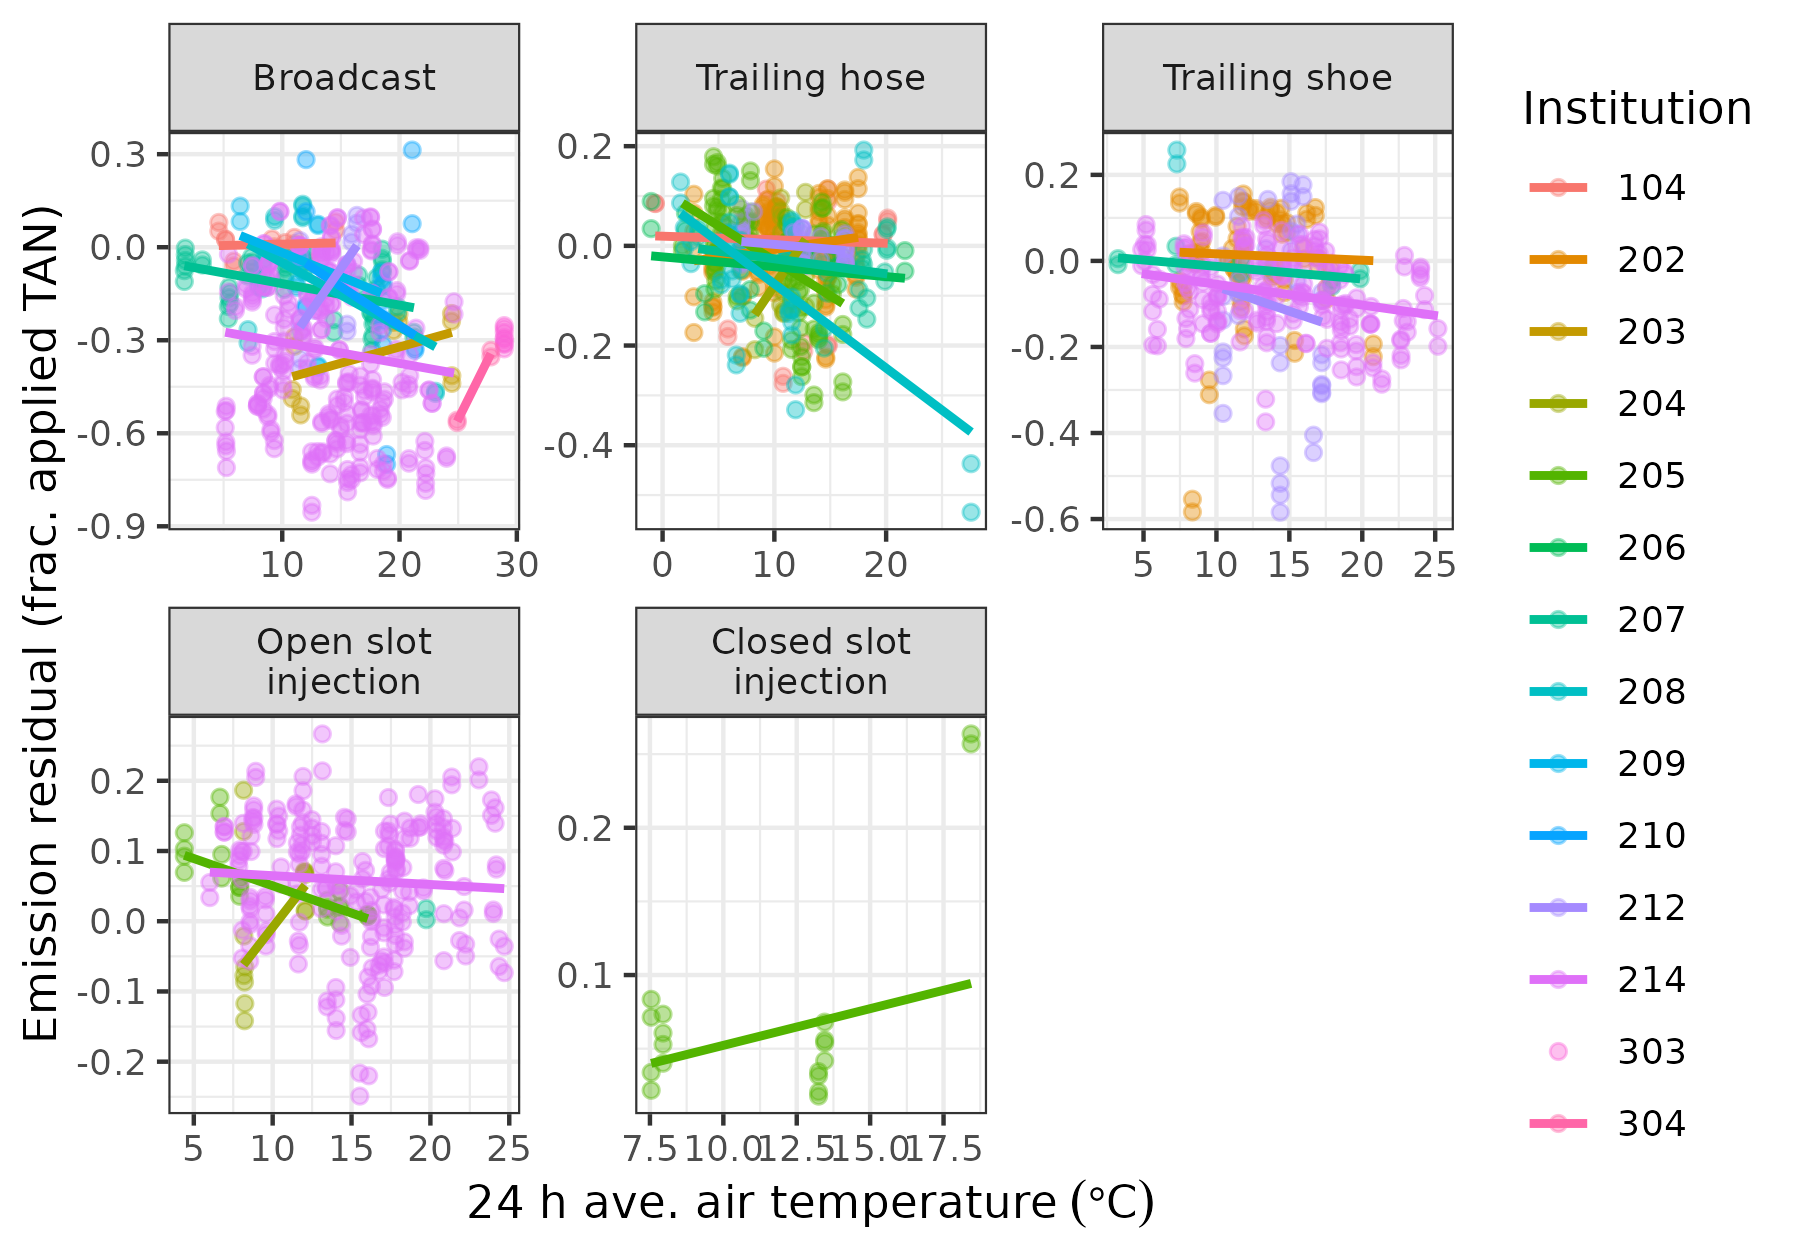 Broadcast
Trailing hose
Trailing shoe
0.3
0.0
-0.3
-0.6
-0.9
10 20 30
0.2
0.0
-0.2
-0.4
0 10 20
0.2
0.0
-0.2
-0.4
-0.6
5 10 15 20 25
Open slot
injection
Closed slot
injection
0.2
0.1
0.0
-0.1
-0.2
5 10 15 20 25
0.2
0.1
7.5 10.0 12.5 15.0 17.5
Emission residual (frac. applied TAN)
24 h ave. air temperature (°C)
Institution
104
202
203
204
205
206
207
208
209
210
212
214
303
304